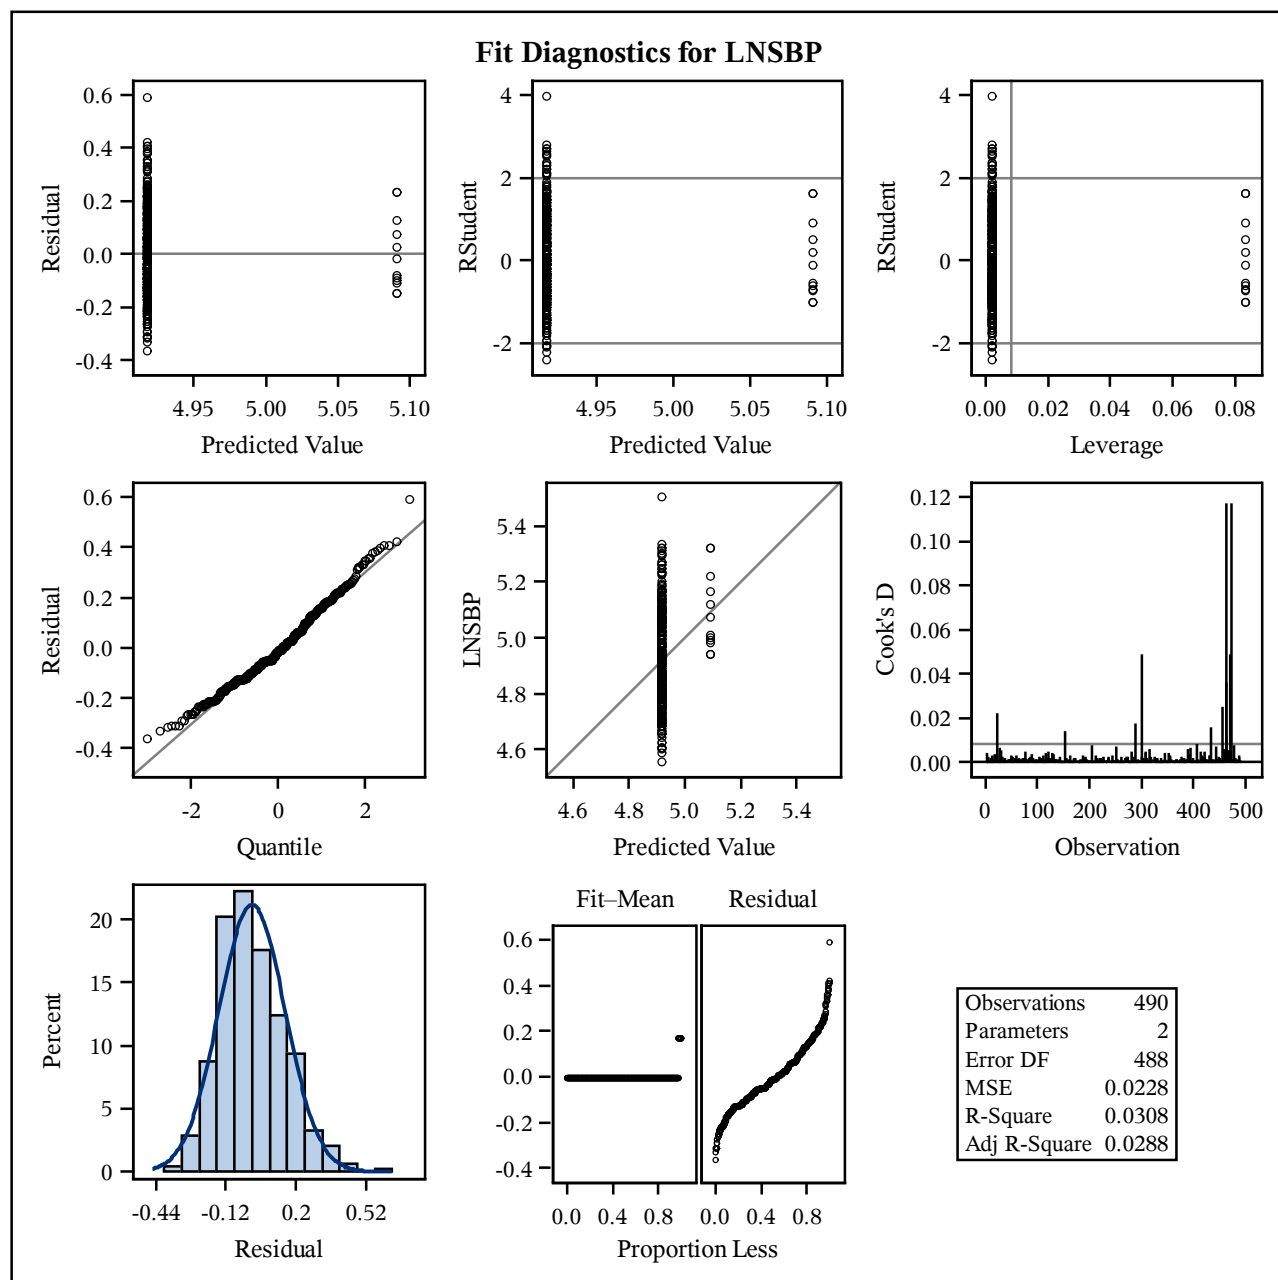 Fit Diagnostics for LNSBP
0.6
0.4
0.2
0.0
-0.2
-0.4
Residual
4.95 5.00 5.05 5.10
Predicted Value
4
2
0
-2
RStudent
4.95 5.00 5.05 5.10
Predicted Value
4
2
0
-2
RStudent
0.00 0.02 0.04 0.06 0.08
Leverage
0.6
0.4
0.2
0.0
-0.2
-0.4
Residual
-2 0 2
Quantile
5.4
5.2
5.0
4.8
4.6
LNSBP
4.6 4.8 5.0 5.2 5.4
Predicted Value
0.12
0.10
0.08
0.06
0.04
0.02
0.00
Cook's D
0 100 200 300 400 500
Observation
20
15
10
5
0
Percent
-0.44 -0.12 0.2 0.52
Residual
Fit–Mean Residual
0.6
0.4
0.2
0.0
-0.2
-0.4
0.0 0.4 0.8 0.0 0.4 0.8
Proportion Less
Observations 490
Parameters 2
Error DF 488
MSE 0.0228
R-Square 0.0308
Adj R-Square 0.0288